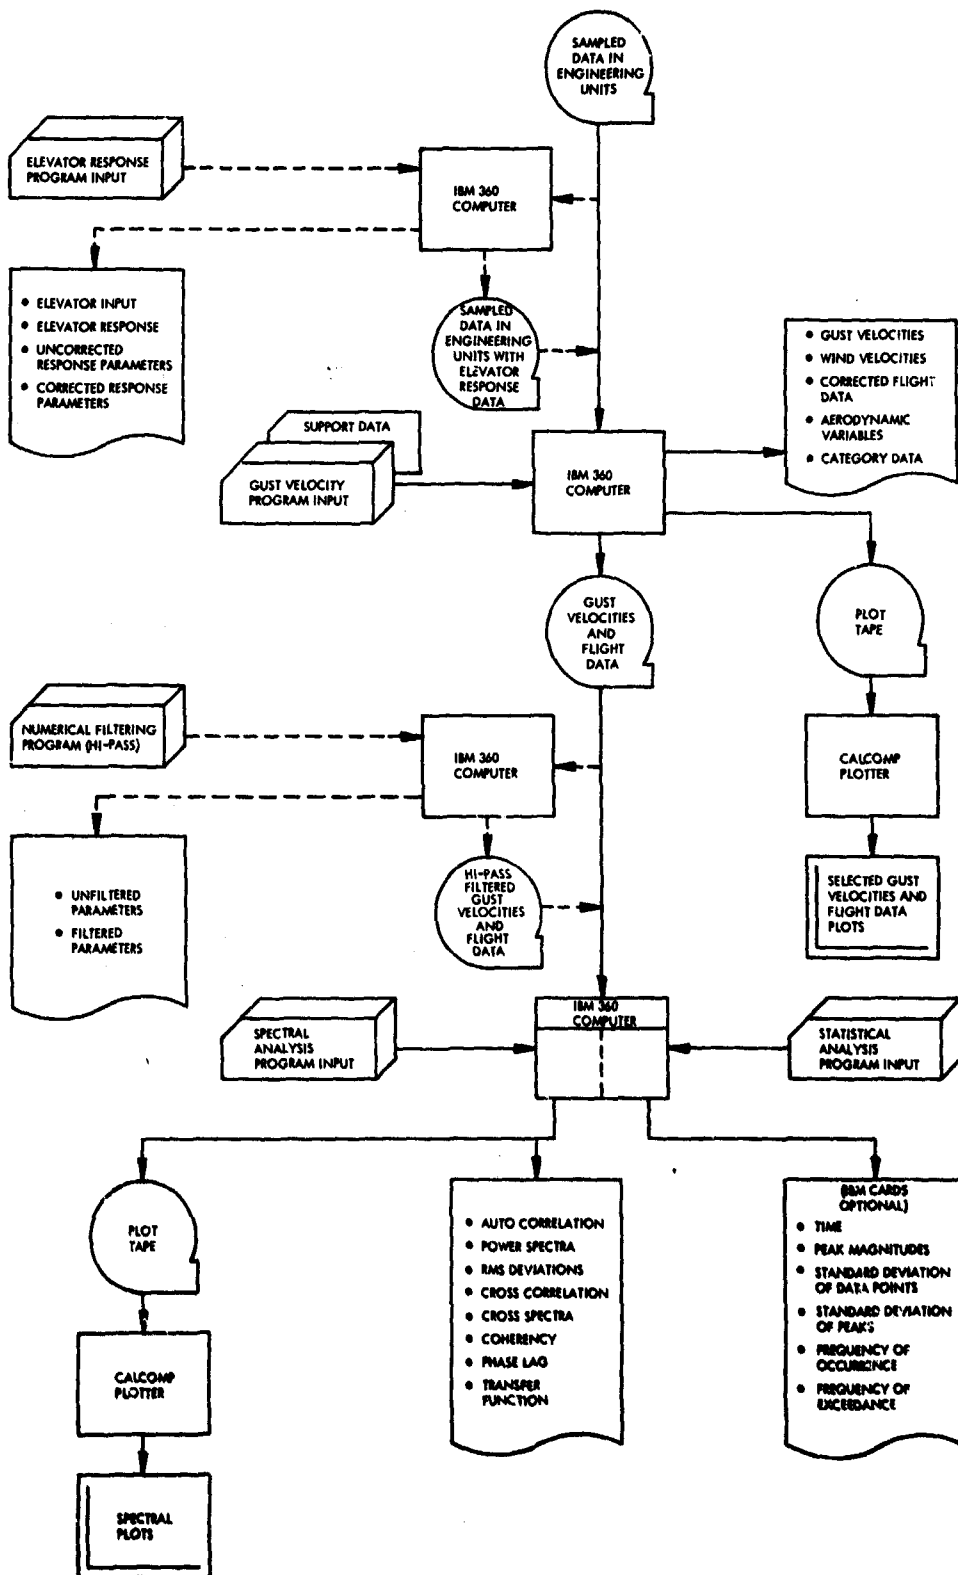 SAMPLED
DATA IN
ENGINEERING
UNITS
ELEVATOR RESPONSE
PROGRAM INPUT
IBM 360
COMPUTER
• ELEVATOR INPUT
• ELEVATOR RESPONSE
• UNCORRECTED
RESPONSE PARAMETERS
• CORRECTED RESPONSE
PARAMETERS
SAMPLED
DATA IN
ENGINEERING
UNITS WITH
ELEVATOR
RESPONSE
DATA
• GUST VELOCITIES
• WIND VELOCITIES
• CORRECTED FLIGHT
DATA
• AERODYNAMIC
VARIABLES
• CATEGORY DATA
SUPPORT DATA
GUST VELOCITY
PROGRAM INPUT
IBM 360
COMPUTER
GUST
VELOCITIES
AND
FLIGHT
DATA
PLOT
TAPE
NUMERICAL FILTERING
PROGRAM (HI-PASS)
IBM 360
COMPUTER
CALCOMP
PLOTTER
• UNFILTERED
PARAMETERS
• FILTERED
PARAMETERS
HI-PASS
FILTERED
GUST
VELOCITIES
AND
FLIGHT
DATA
SELECTED GUST
VELOCITIES AND
FLIGHT DATA
PLOTS
SPECTRAL
ANALYSIS
PROGRAM INPUT
IBM 360
COMPUTER
STATISTICAL
ANALYSIS
PROGRAM INPUT
PLOT
TAPE
• AUTO CORRELATION
• POWER SPECTRA
• RMS DEVIATIONS
• CROSS CORRELATION
• CROSS SPECTRA
• COHERENCY
• PHASE LAG
• TRANSFER
FUNCTION
(IBM CARDS
OPTIONAL)
• TIME
• PEAK MAGNITUDES
• STANDARD DEVIATION
OF DATA POINTS
• STANDARD DEVIATION
OF PEAKS
• FREQUENCY OF
OCCURRENCE
• FREQUENCY OF
EXCEEDANCE
CALCOMP
PLOTTER
SPECTRAL
PLOTS